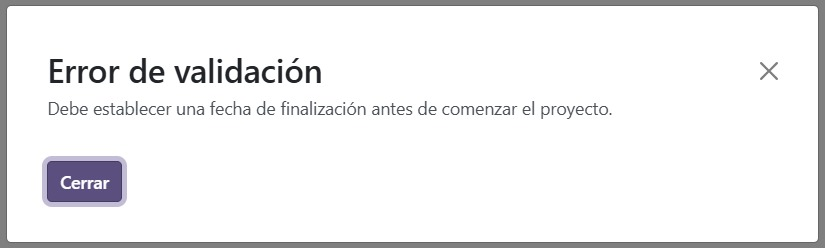 Error de validación
Debe establecer una fecha de finalización antes de comenzar el proyecto.
Cerrar